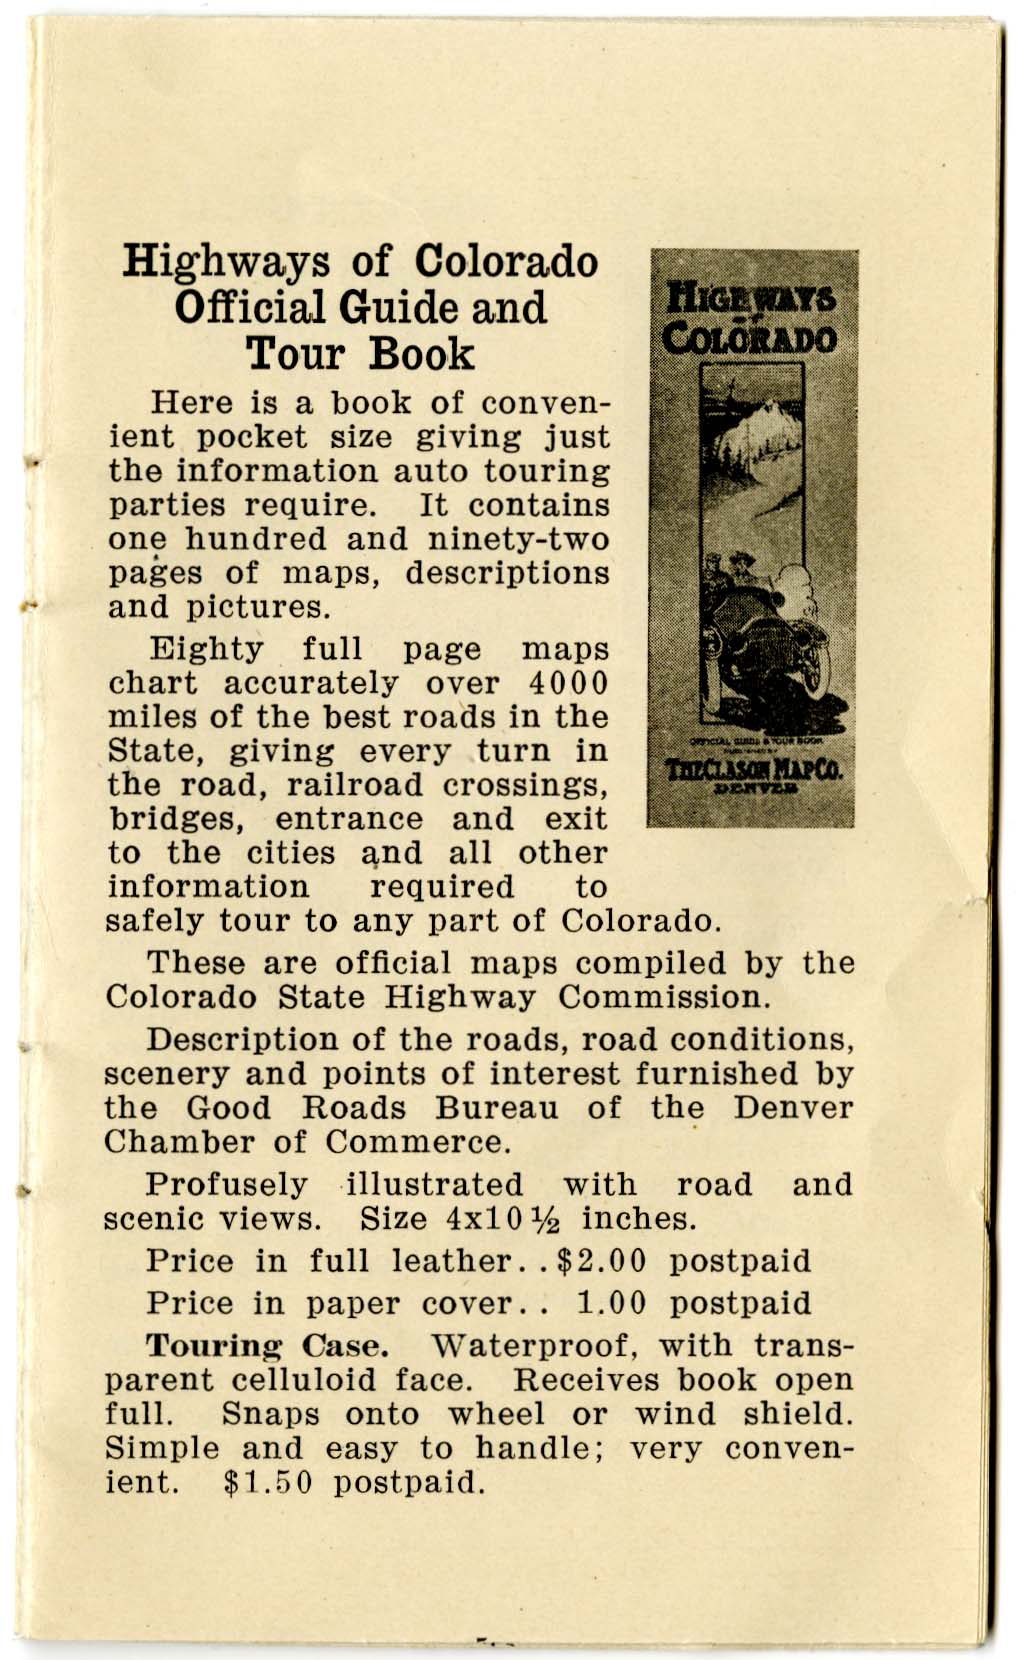 Highways of Colorado
Official Guide and
Tour Book
Here is a book of conven-
ient pocket size giving just
the information auto touring
parties require. It contains
one hundred and ninety-two
pages of maps, descriptions
and pictures.
Eighty full page maps
chart accurately over 4000
miles of the best roads in the
State, giving every turn in
the road, railroad crossings,
bridges, entrance and exit
to the cities and all other
information required to
safely tour to any part of Colorado.
These are official maps compiled by the
Colorado State Highway Commission.
Description of the roads, road conditions,
scenery and points of interest furnished by
the Good Roads Bureau of the Denver
Chamber of Commerce.
Profusely illustrated with road and
scenic views. Size 4x10½ inches.
Price in full leather..$2.00 postpaid
Price in paper cover.. 1.00 postpaid
Touring Case. Waterproof, with trans-
parent celluloid face. Receives book open
full. Snaps onto wheel or wind shield.
Simple and easy to handle; very conven-
ient. $1.50 postpaid.
HIGHWAYS
OF
COLORADO
OFFICIAL GUIDE & TOUR BOOK
PUBLISHED BY
THE CLASON MAP CO.
DENVER